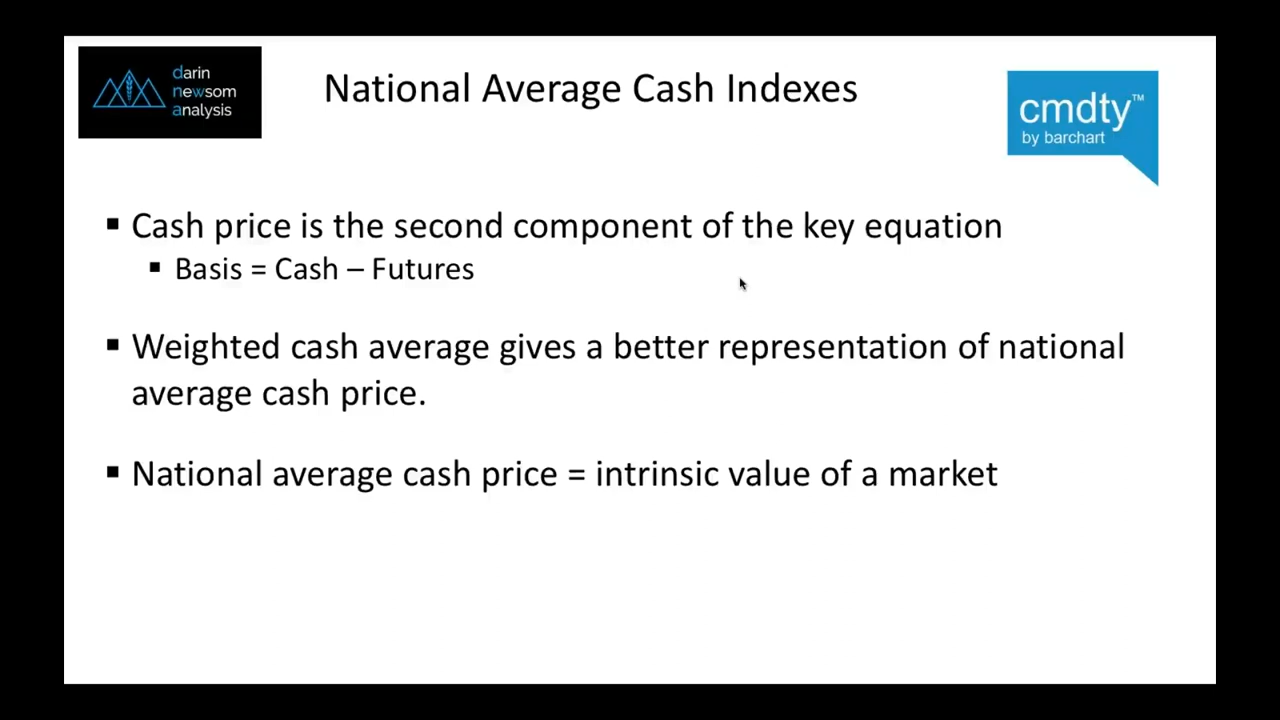 darin
newsom
analysis
National Average Cash Indexes
cmdty™
by barchart
▪ Cash price is the second component of the key equation
▪ Basis = Cash – Futures
▪ Weighted cash average gives a better representation of national
average cash price.
▪ National average cash price = intrinsic value of a market